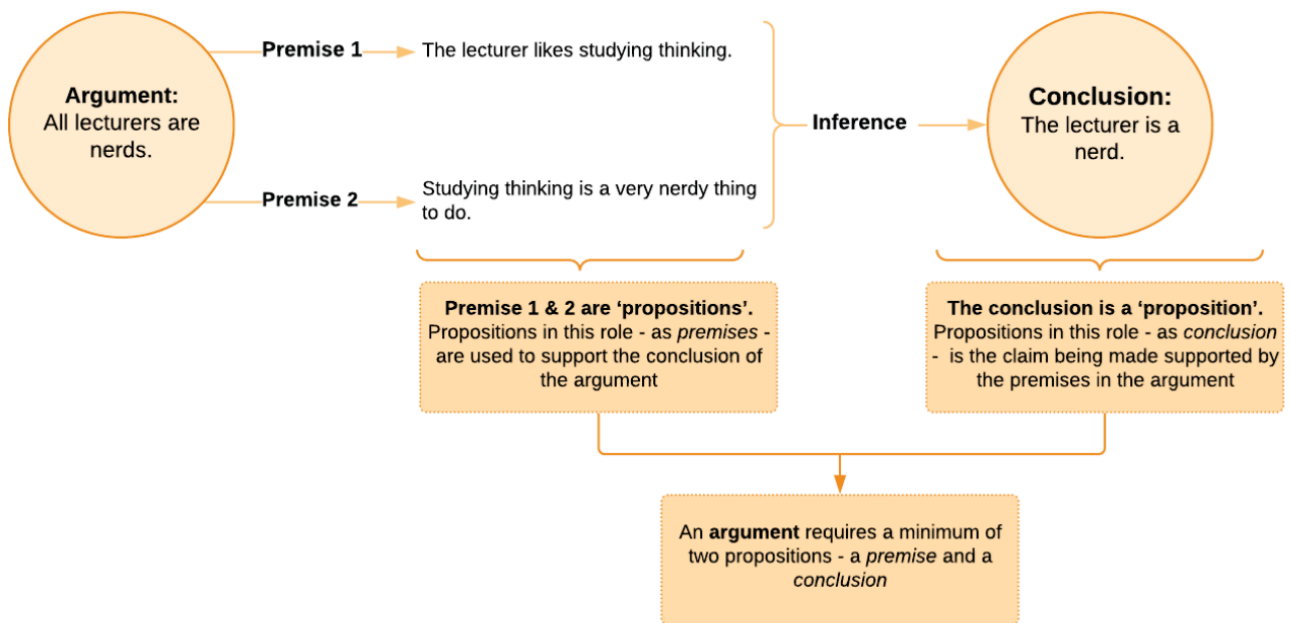 Argument:
All lecturers are
nerds.
Premise 1
The lecturer likes studying thinking.
Premise 2
Studying thinking is a very nerdy thing
to do.
Inference
Conclusion:
The lecturer is a
nerd.
Premise 1 & 2 are ‘propositions’.
Propositions in this role - as premises -
are used to support the conclusion of
the argument
The conclusion is a ‘proposition’.
Propositions in this role - as conclusion
- is the claim being made supported by
the premises in the argument
An argument requires a minimum of
two propositions - a premise and a
conclusion